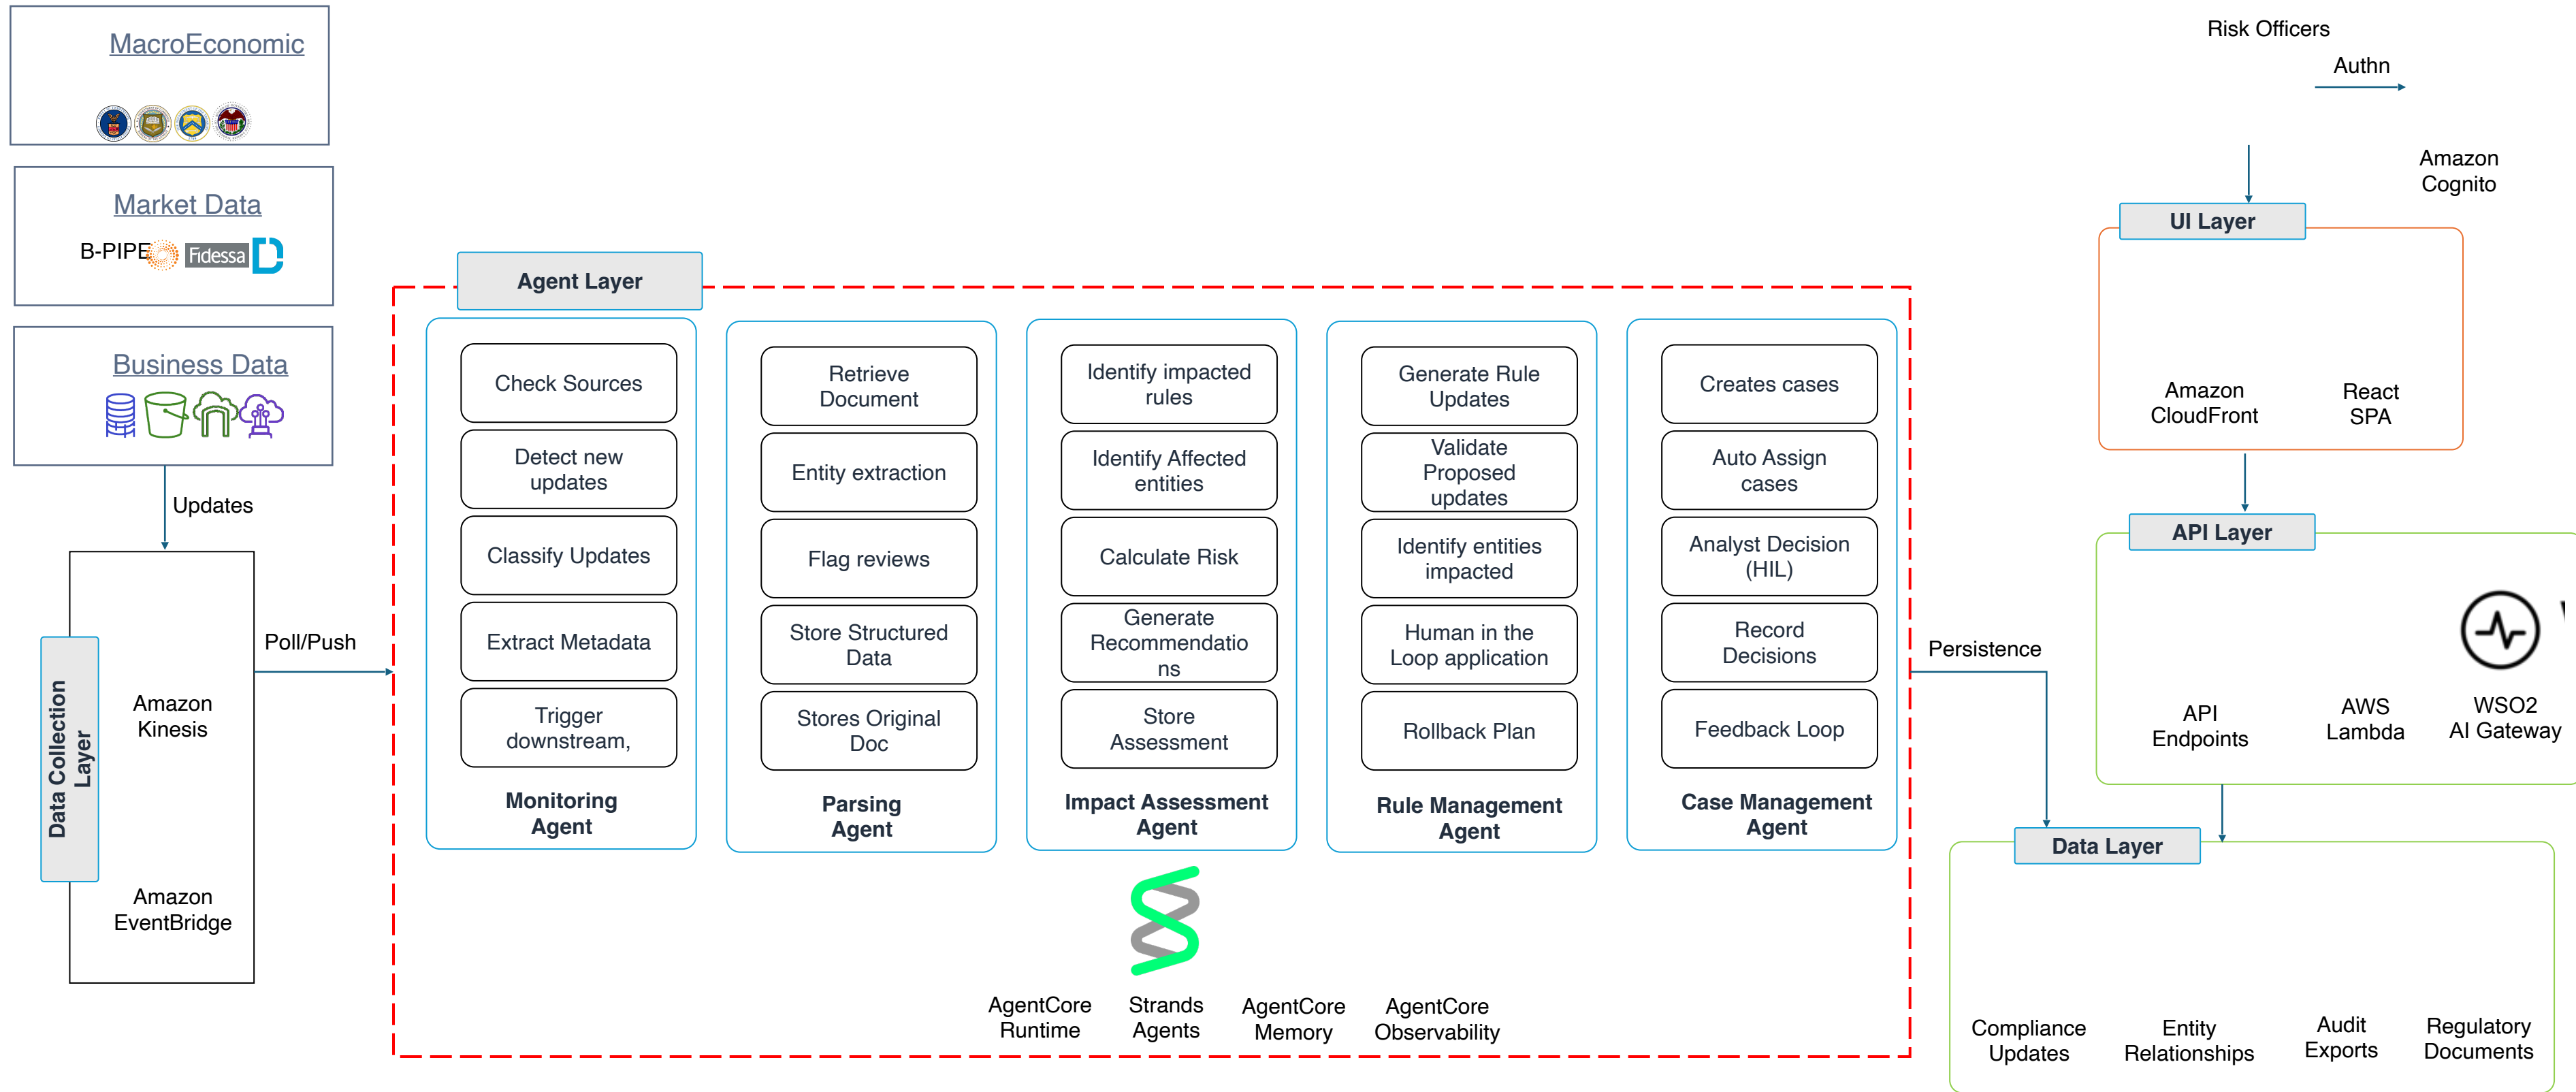 MacroEconomic
Market Data
B-PIPE
Fidessa
Business Data
Updates
Data Collection
Layer
Amazon
Kinesis
Amazon
EventBridge
Poll/Push
Agent Layer
Check Sources
Detect new
updates
Classify Updates
Extract Metadata
Trigger
downstream,
Monitoring
Agent
Retrieve
Document
Entity extraction
Flag reviews
Store Structured
Data
Stores Original
Doc
Parsing
Agent
Identify impacted
rules
Identify Affected
entities
Calculate Risk
Generate
Recommendatio
ns
Store
Assessment
Impact Assessment
Agent
Generate Rule
Updates
Validate
Proposed
updates
Identify entities
impacted
Human in the
Loop application
Rollback Plan
Rule Management
Agent
Creates cases
Auto Assign
cases
Analyst Decision
(HIL)
Record
Decisions
Feedback Loop
Case Management
Agent
AgentCore
Runtime
Strands
Agents
AgentCore
Memory
AgentCore
Observability
Persistence
Risk Officers
Authn
Amazon
Cognito
UI Layer
Amazon
CloudFront
React
SPA
API Layer
API
Endpoints
AWS
Lambda
WSO2
AI Gateway
Data Layer
Compliance
Updates
Entity
Relationships
Audit
Exports
Regulatory
Documents